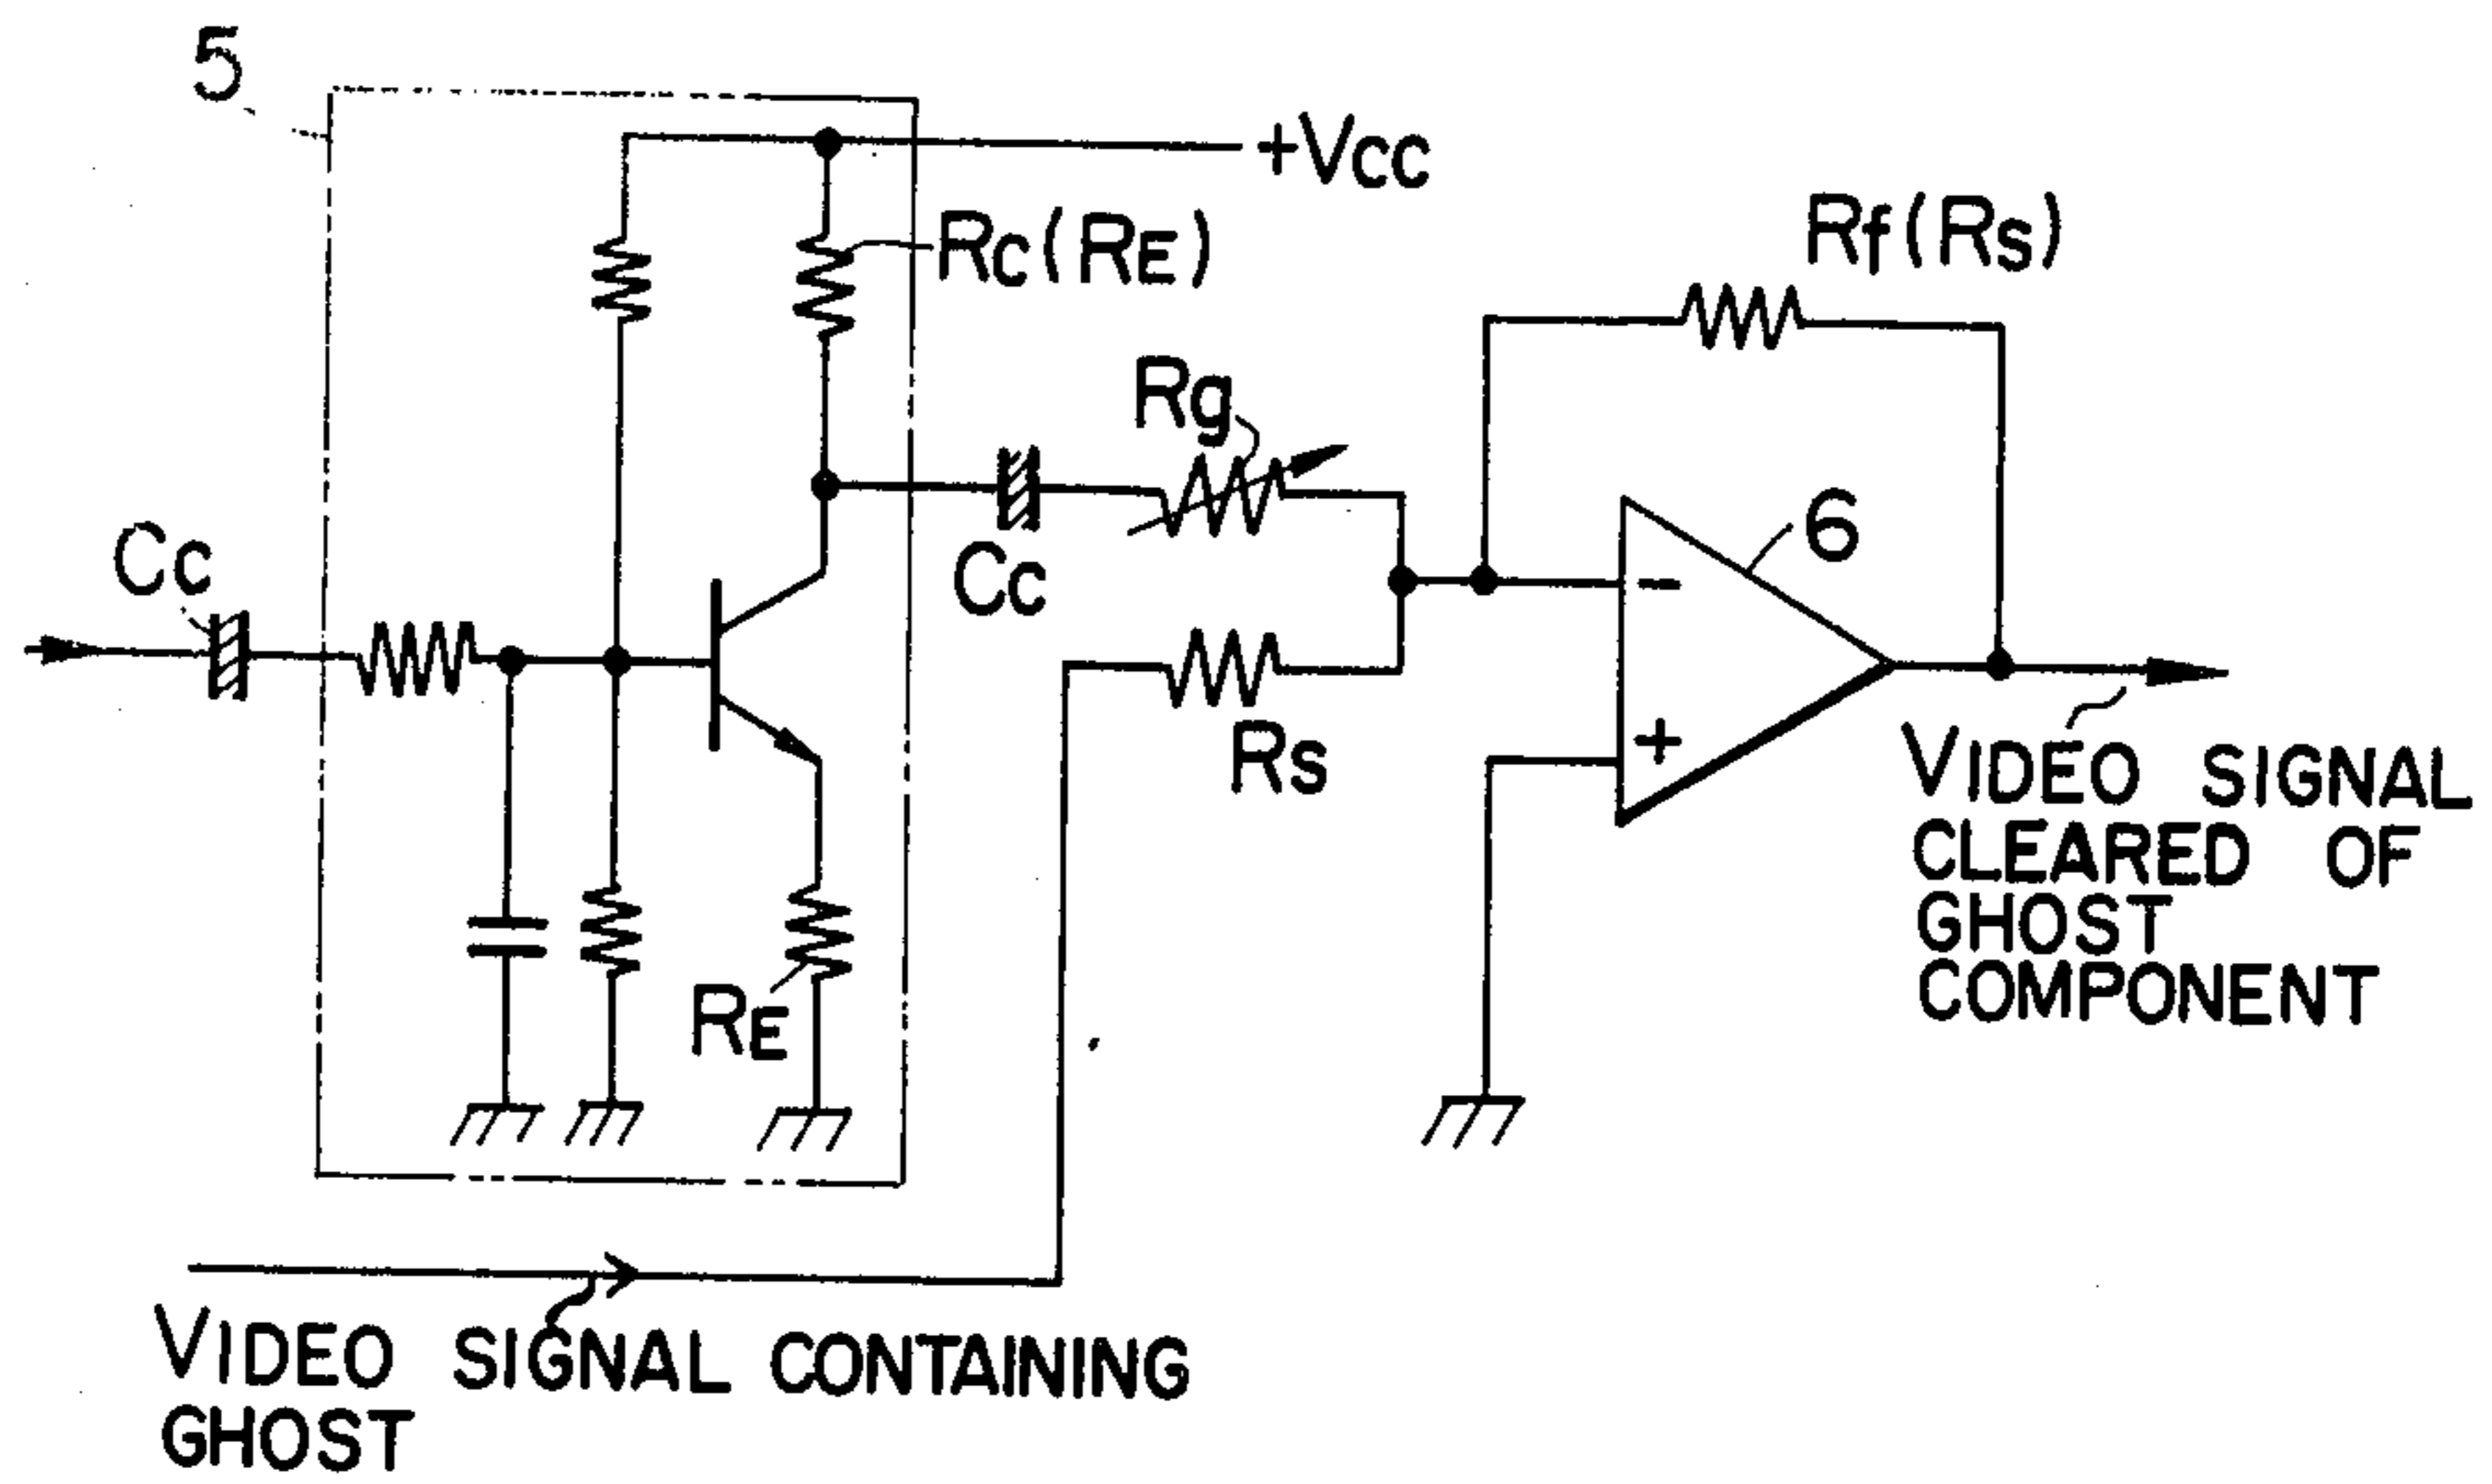 5
+Vcc
Rc(RE)
Rf(Rs)
Rg
6
Cc
Cc
-
Rs
+
VIDEO SIGNAL
CLEARED OF
GHOST
COMPONENT
RE
VIDEO SIGNAL CONTAINING
GHOST